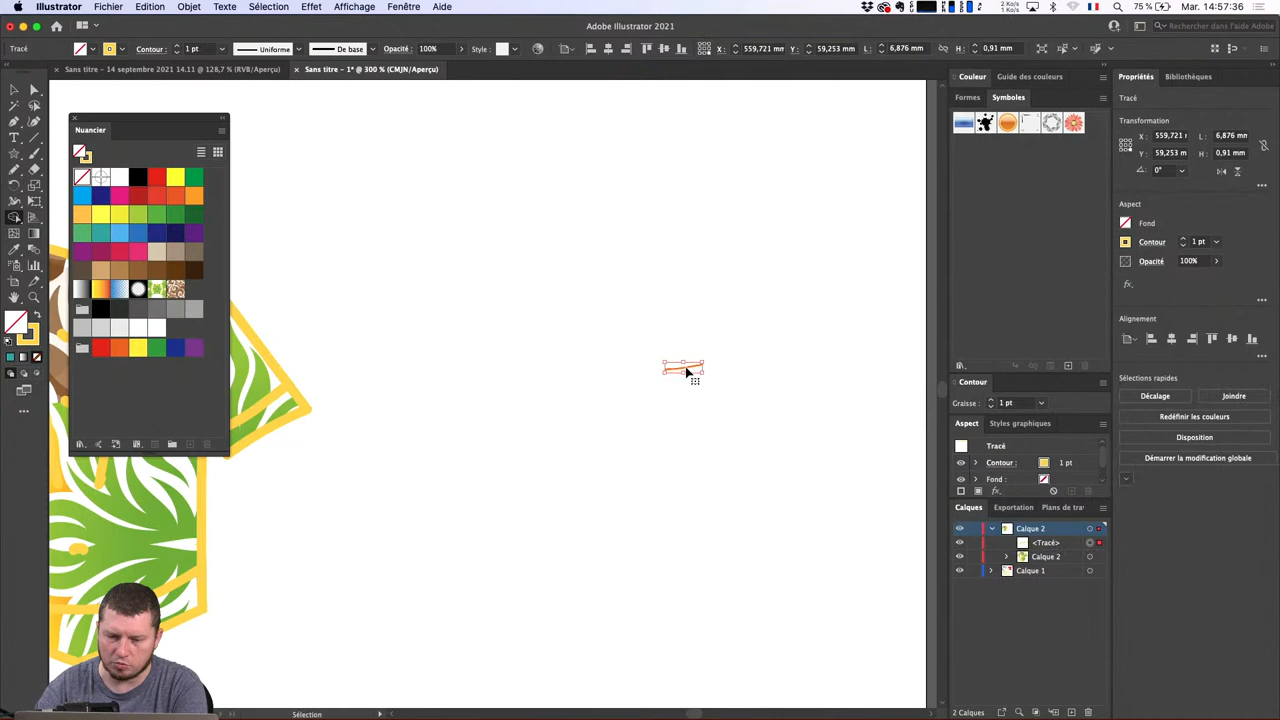 Illustrator Fichier Edition Objet Texte Sélection Effet Affichage Fenêtre Aide
2 Ko/s
75 % Mar. 14:57:36
Adobe Illustrator 2021
Rechercher dans l'aide Adobe
Tracé Contour : 1 pt Uniforme De base Opacité : 100% Style : X : 559,721 m Y : 59,253 mm L : 6,876 mm H : 0,91 mm
Sans titre - 14 septembre 2021 14.11 @ 128,7 % (RVB/Aperçu)
Sans titre - 1* @ 300 % (CMJN/Aperçu)
Couleur Guide des couleurs
Propriétés Bibliothèques
Formes Symboles
Tracé
Nuancier
Transformation
X : 559,721 L : 6,876 mm
Y : 59,253 mm H : 0,91 mm
0°
Aspect
Fond
Contour 1 pt
Opacité 100%
fx.
Alignement
Sélections rapides
Décalage Joindre
Redéfinir les couleurs
Disposition
Démarrer la modification globale
Contour
Graisse : 1 pt
Aspect Styles graphiques
Tracé
Contour : 1 pt
Fond :
fx.
Calques Exportation Plans de tra
Calque 2
<Tracé>
Calque 2
Calque 1
2 Calques
Sélection